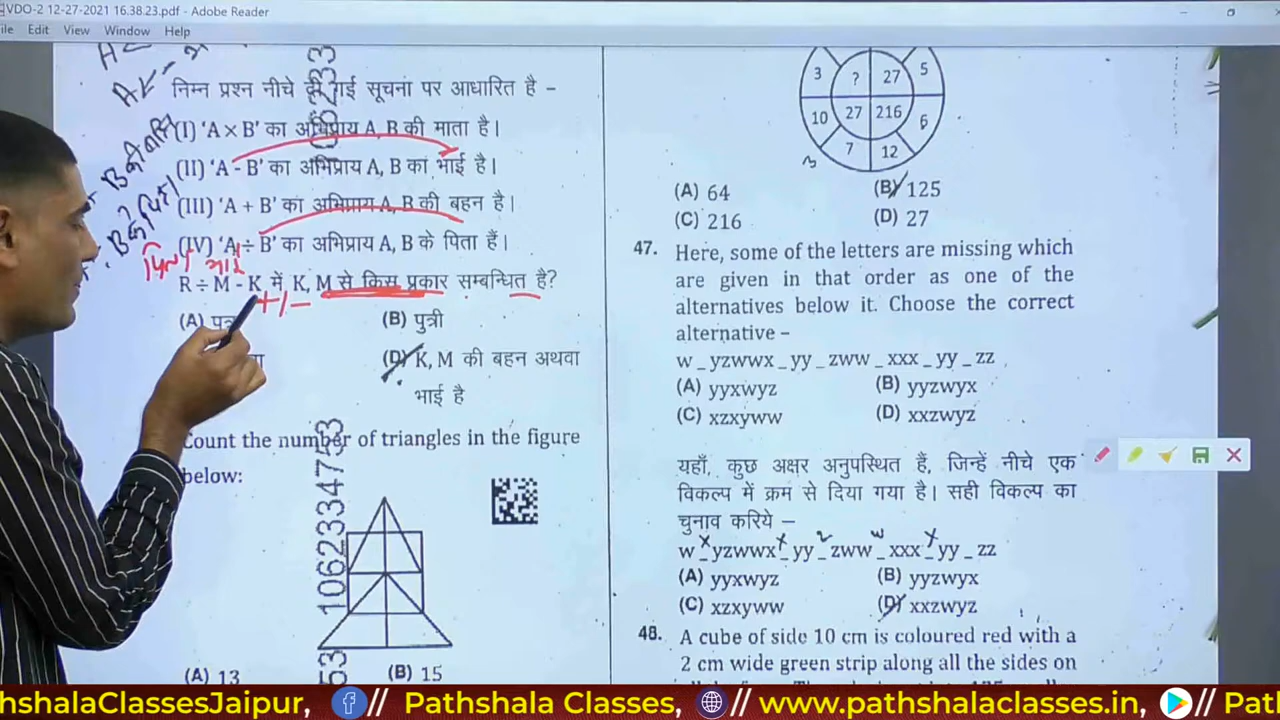 VDO-2 12-27-2021 16.38.23.pdf - Adobe Reader
Edit View Window Help
निम्न प्रश्न नीचे दी गई सूचना पर आधारित है –
(I) 'A × B' का अभिप्राय A, B की माता है।
(II) 'A - B' का अभिप्राय A, B का भाई है।
(III) 'A + B' का अभिप्राय A, B की बहन है।
(IV) 'A ÷ B' का अभिप्राय A, B के पिता हैं।
R ÷ M - K में K, M से किस प्रकार सम्बन्धित है?
+/−
(A)
(B) पुत्री
(D) K, M की बहन अथवा
भाई है
Count the number of triangles in the figure
below:
1062334753
(A) 13
(B) 15
3 ? 27 5
10 27 216 6
7 12
(A) 64
(B) 125
(C) 216
(D) 27
47. Here, some of the letters are missing which
are given in that order as one of the
alternatives below it. Choose the correct
alternative –
w _ yzwwx _ yy _ zww _ xxx _ yy _ zz
(A) yyxwyz
(B) yyzwyx
(C) xzxyww
(D) xxzwyz
यहाँ, कुछ अक्षर अनुपस्थित हैं, जिन्हें नीचे एक
विकल्प में क्रम से दिया गया है। सही विकल्प का
चुनाव करिये –
x x z w x
w _ yzwwx _ yy _ zww _ xxx _ yy _ zz
(A) yyxwyz
(B) yyzwyx
(C) xzxyww
(D) xxzwyz
48. A cube of side 10 cm is coloured red with a
2 cm wide green strip along all the sides on
PathshalaClassesJaipur, // Pathshala Classes, // www.pathshalaclasses.in, // Pat